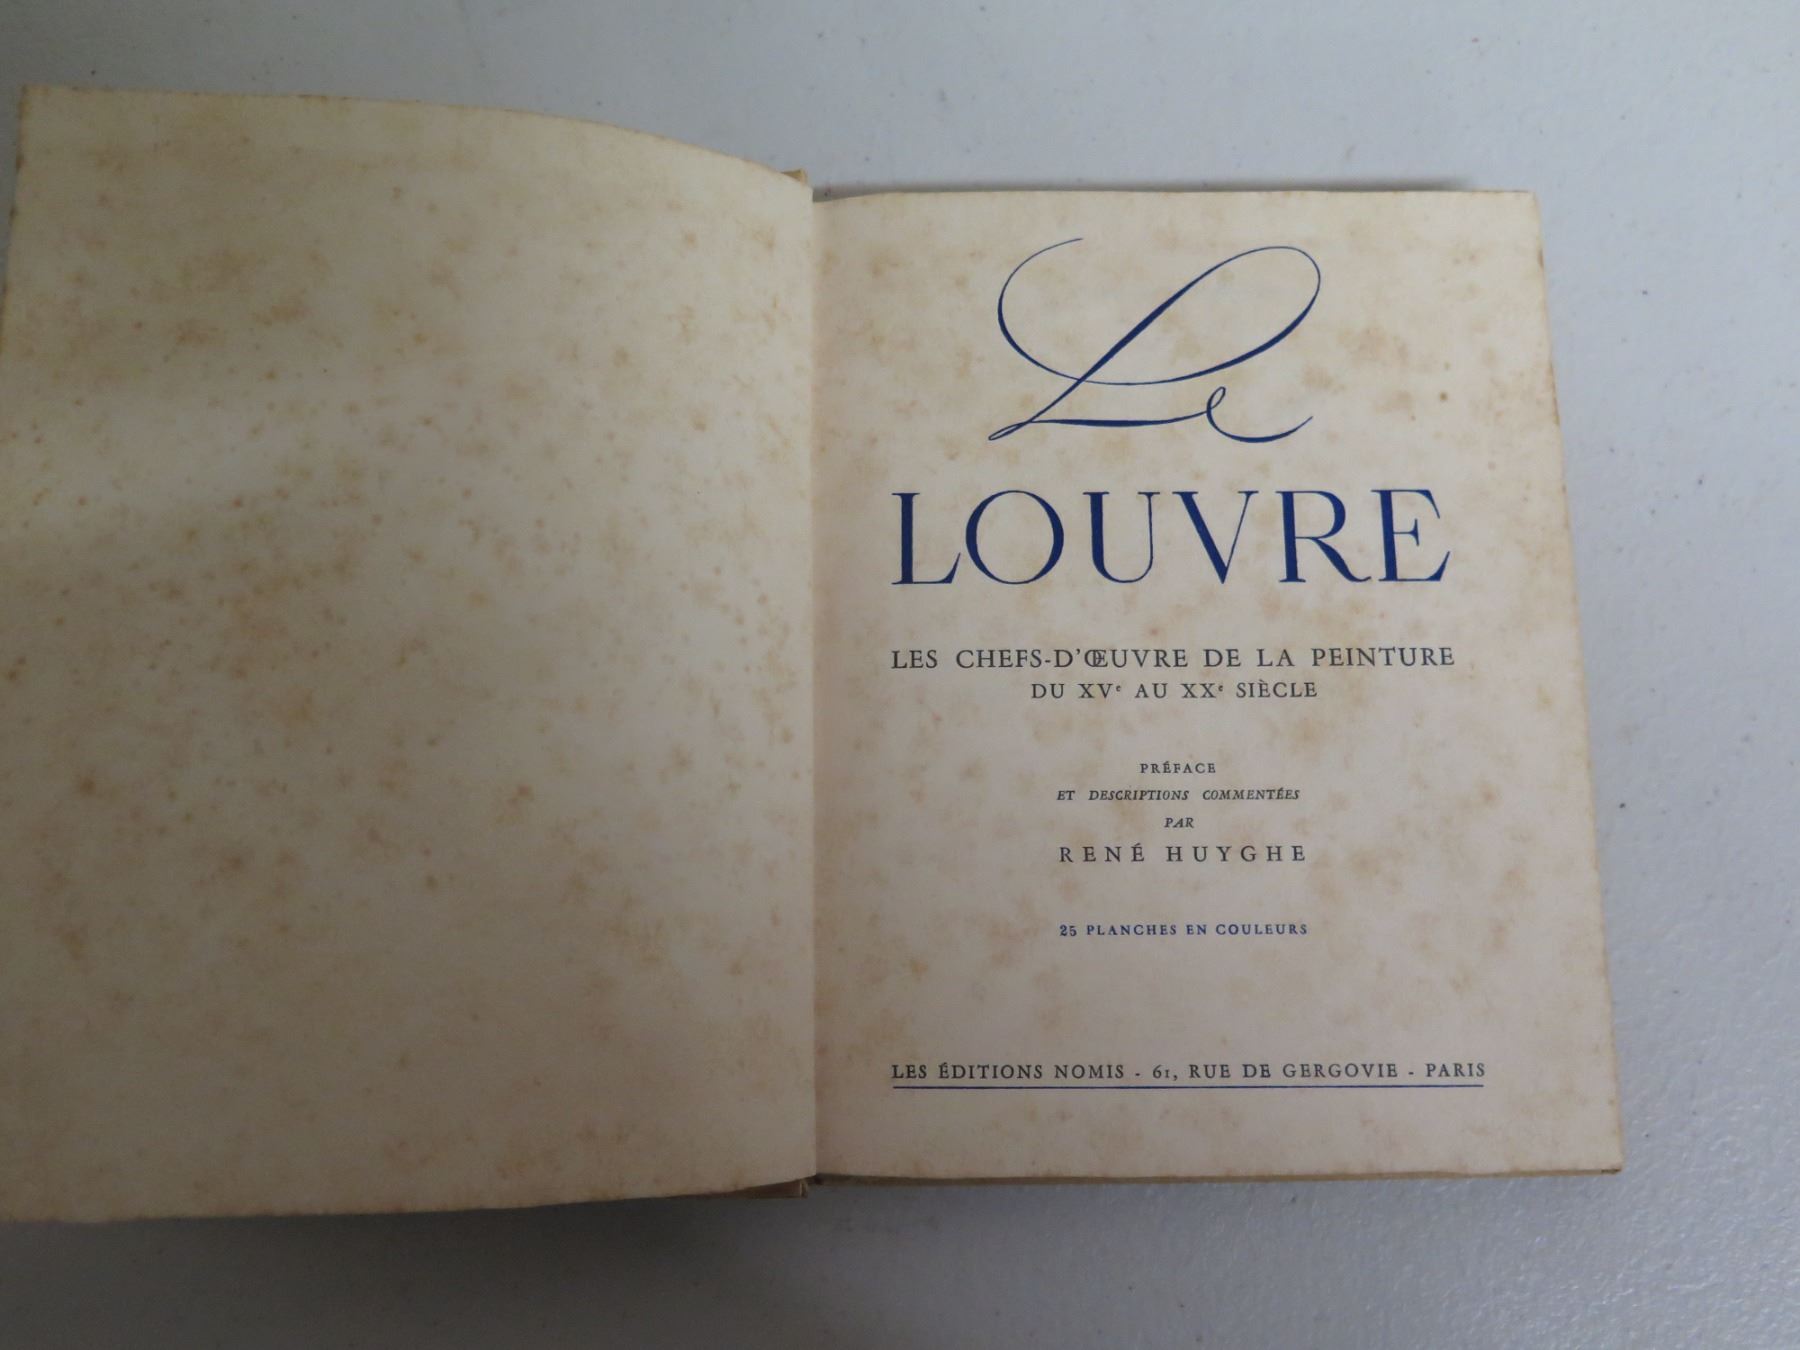 Le
LOUVRE
LES CHEFS-D'ŒUVRE DE LA PEINTURE
DU XVe AU XXe SIÈCLE
PRÉFACE
ET DESCRIPTIONS COMMENTÉES
PAR
RENÉ HUYGHE
25 PLANCHES EN COULEURS
LES ÉDITIONS NOMIS - 61, RUE DE GERGOVIE - PARIS